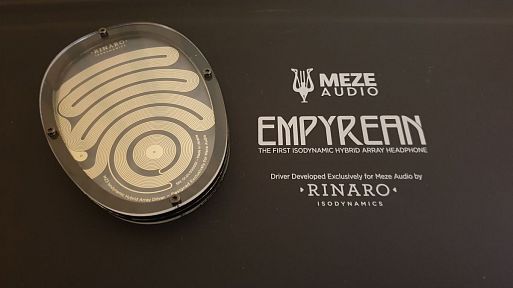 RINARO
ISODYNAMICS
MEZE
AUDIO
EMPYREAN
THE FIRST ISODYNAMIC HYBRID ARRAY HEADPHONE
Driver Developed Exclusively for Meze Audio by
RINARO
ISODYNAMICS